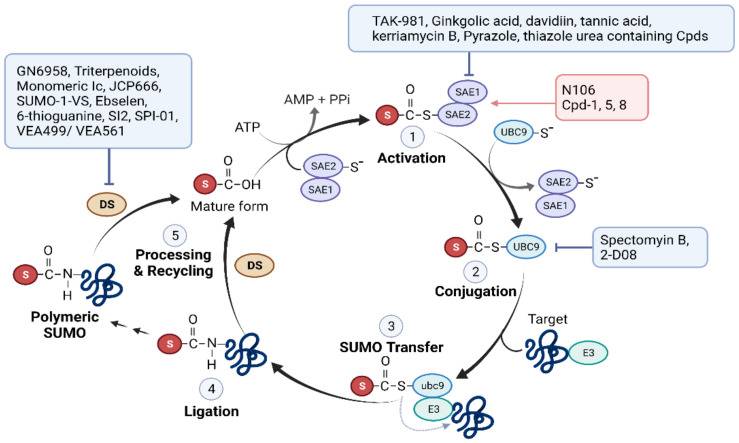 TAK-981, Ginkgolic acid, davidiin, tannic acid,
kerriamycin B, Pyrazole, thiazole urea containing Cpds
GN6958, Triterpenoids,
Monomeric Ic, JCP666,
SUMO-1-VS, Ebselen,
6-thioguanine, SI2, SPI-01,
VEA499/ VEA561
AMP + PPi
ATP
O
S-C-S-
SAE1
SAE2
N106
Cpd-1, 5, 8
1
Activation
UBC9-S⁻
SAE2-S⁻
SAE1
O
S-C-OH
Mature form
SAE2-S⁻
SAE1
DS
5
Processing
& Recycling
DS
O
S-C-S-UBC9
Spectomyin B,
2-D08
2
Conjugation
O
S-C-N-
H
Polymeric
SUMO
O
S-C-N-
H
4
Ligation
3
SUMO Transfer
O
S-C-S-
ubc9
E3
Target
E3